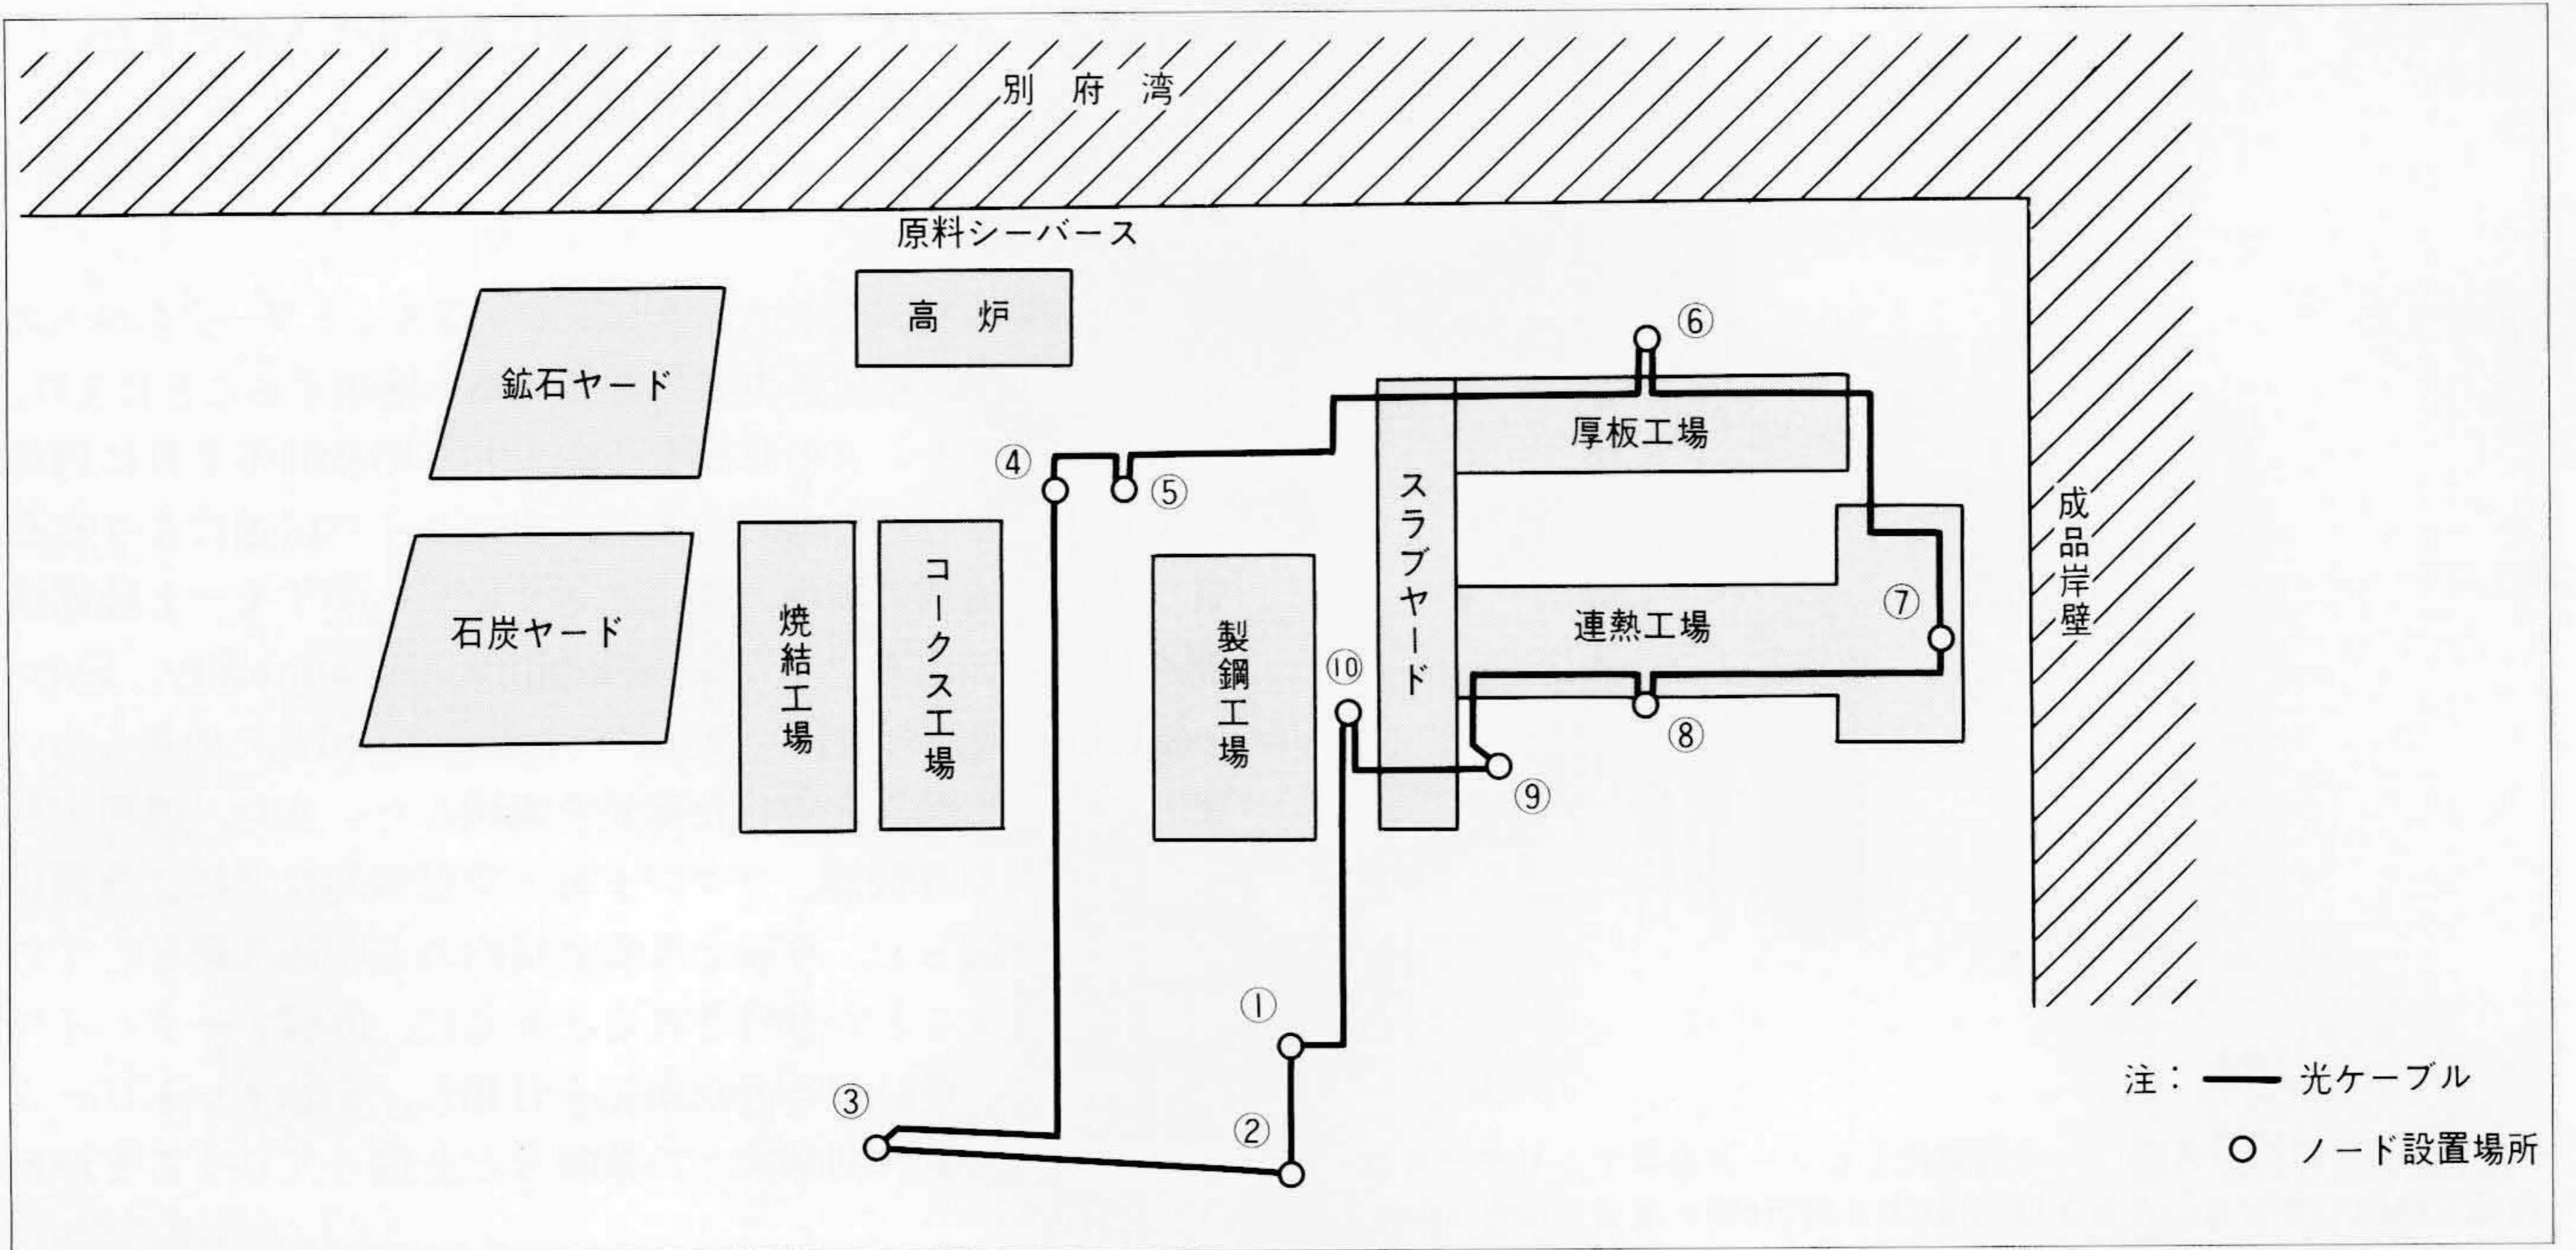 別府湾
原料シーバース
高炉
鉱石ヤード
石炭ヤード
焼結工場
コークス工場
製鋼工場
スラブヤード
厚板工場
連熱工場
成品岸壁
④
⑤
⑥
⑦
⑧
⑨
⑩
①
②
③
注： 光ケーブル
ノード設置場所